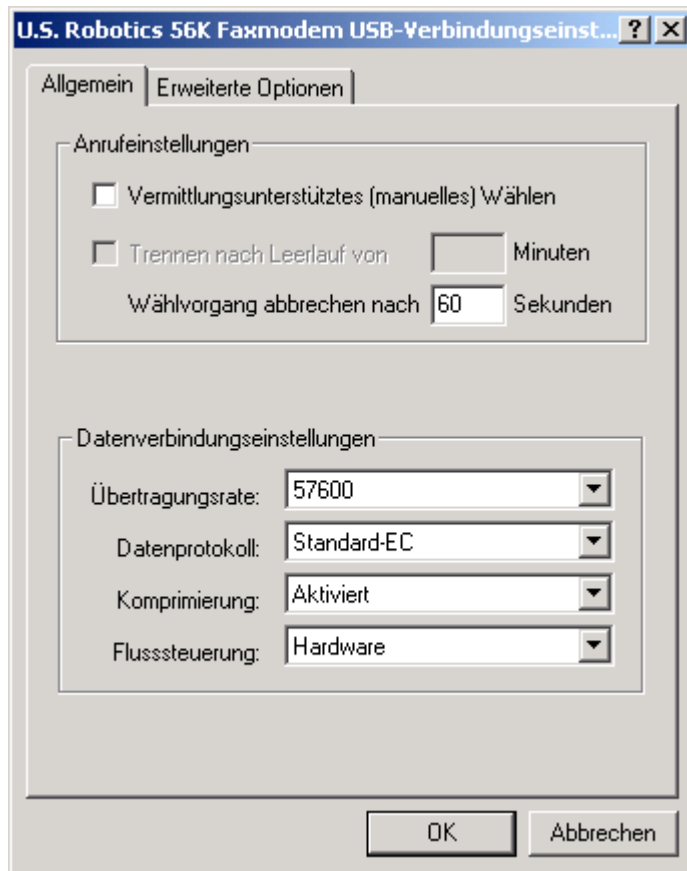 U.S. Robotics 56K Faxmodem USB-Verbindungseinst...
Allgemein
Erweiterte Optionen
Anrufeinstellungen
Vermittlungsunterstütztes (manuelles) Wählen
Trennen nach Leerlauf von Minuten
Wählvorgang abbrechen nach 60 Sekunden
Datenverbindungseinstellungen
Übertragungsrate: 57600
Datenprotokoll: Standard-EC
Komprimierung: Aktiviert
Flusssteuerung: Hardware
OK
Abbrechen